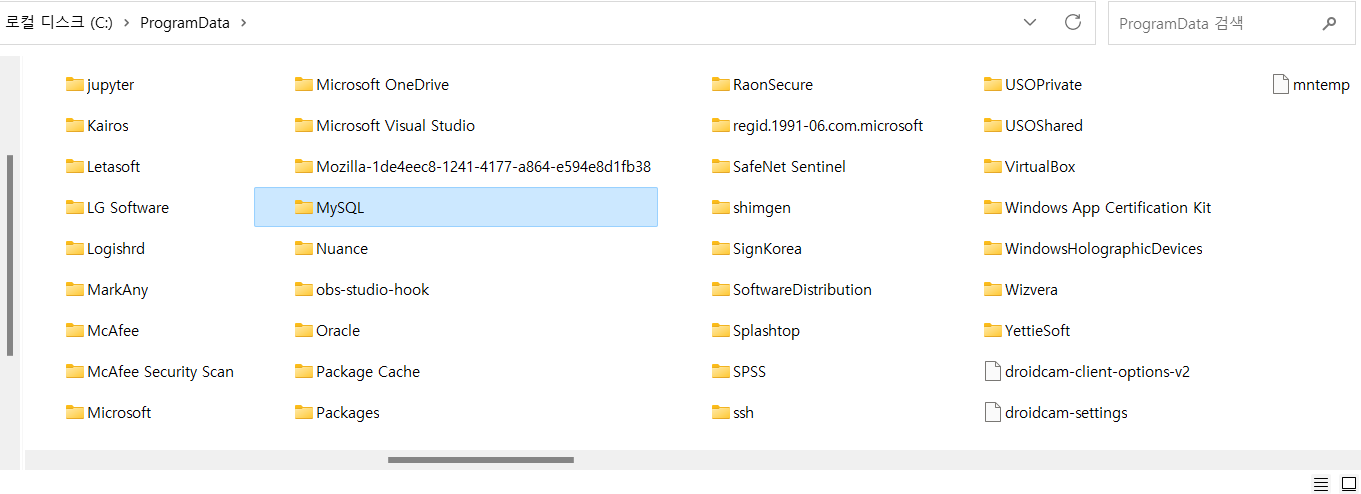 로컬 디스크 (C:) > ProgramData >
ProgramData 검색
jupyter
Kairos
Letasoft
LG Software
Logishrd
MarkAny
McAfee
McAfee Security Scan
Microsoft
Microsoft OneDrive
Microsoft Visual Studio
Mozilla-1de4eec8-1241-4177-a864-e594e8d1fb38
MySQL
Nuance
obs-studio-hook
Oracle
Package Cache
Packages
RaonSecure
regid.1991-06.com.microsoft
SafeNet Sentinel
shimgen
SignKorea
SoftwareDistribution
Splashtop
SPSS
ssh
USOPrivate
USOShared
VirtualBox
Windows App Certification Kit
WindowsHolographicDevices
Wizvera
YettieSoft
droidcam-client-options-v2
droidcam-settings
mntemp